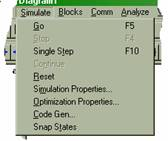 Diagram1
Simulate Blocks Comm Analyze
Go F5
Stop F4
Single Step F10
Continue
Reset
Simulation Properties...
Optimization Properties...
Code Gen...
Snap States